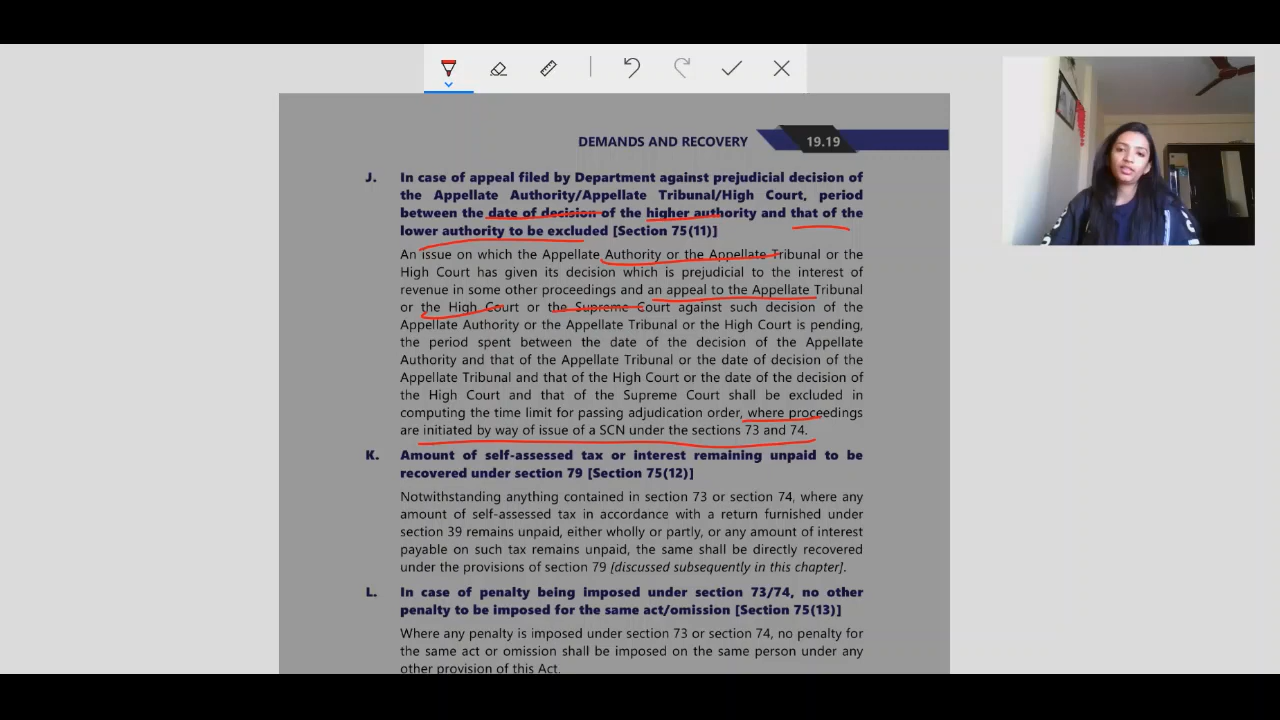 DEMANDS AND RECOVERY 19.19
J. In case of appeal filed by Department against prejudicial decision of
the Appellate Authority/Appellate Tribunal/High Court, period
between the date of decision of the higher authority and that of the
lower authority to be excluded [Section 75(11)]
An issue on which the Appellate Authority or the Appellate Tribunal or the
High Court has given its decision which is prejudicial to the interest of
revenue in some other proceedings and an appeal to the Appellate Tribunal
or the High Court or the Supreme Court against such decision of the
Appellate Authority or the Appellate Tribunal or the High Court is pending,
the period spent between the date of the decision of the Appellate
Authority and that of the Appellate Tribunal or the date of decision of the
Appellate Tribunal and that of the High Court or the date of the decision of
the High Court and that of the Supreme Court shall be excluded in
computing the time limit for passing adjudication order, where proceedings
are initiated by way of issue of a SCN under the sections 73 and 74.
K. Amount of self-assessed tax or interest remaining unpaid to be
recovered under section 79 [Section 75(12)]
Notwithstanding anything contained in section 73 or section 74, where any
amount of self-assessed tax in accordance with a return furnished under
section 39 remains unpaid, either wholly or partly, or any amount of interest
payable on such tax remains unpaid, the same shall be directly recovered
under the provisions of section 79 [discussed subsequently in this chapter].
L. In case of penalty being imposed under section 73/74, no other
penalty to be imposed for the same act/omission [Section 75(13)]
Where any penalty is imposed under section 73 or section 74, no penalty for
the same act or omission shall be imposed on the same person under any
other provision of this Act.